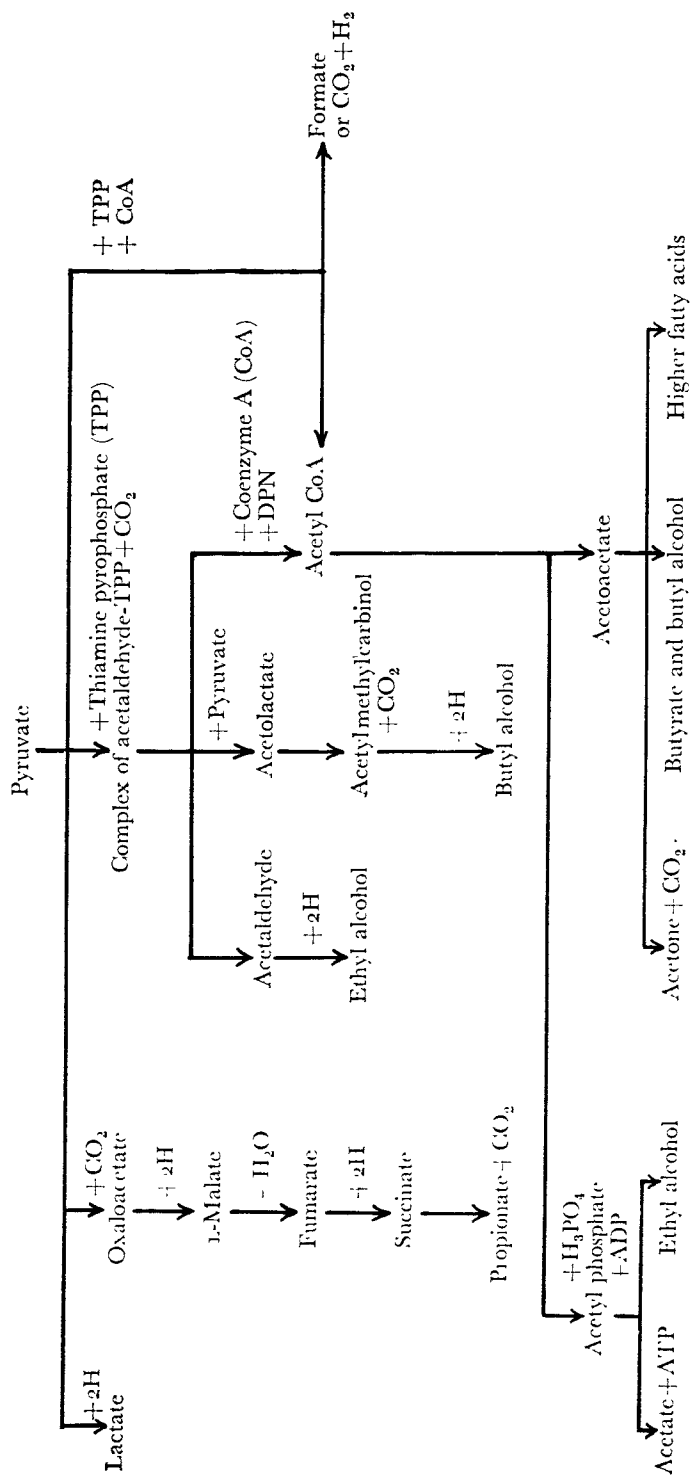 Pyruvate
+2H
Lactate
+CO₂
Oxaloacetate
+2H
L-Malate
- H₂O
Fumarate
+2H
Succinate
Propionate+CO₂
+Thiamine pyrophosphate (TPP)
Complex of acetaldehyde-TPP+CO₂
+ TPP
+ CoA
Acetaldehyde
+2H
Ethyl alcohol
+Pyruvate
Acetolactate
Acetylmethylcarbinol
+CO₂
+2H
Butyl alcohol
+Coenzyme A (CoA)
+DPN
Acetyl CoA
Formate
or CO₂+H₂
+H₃PO₄
Acetyl phosphate
+ADP
Acetate+ATP
Ethyl alcohol
Acetoacetate
Acetone+CO₂.
Butyrate and butyl alcohol
Higher fatty acids